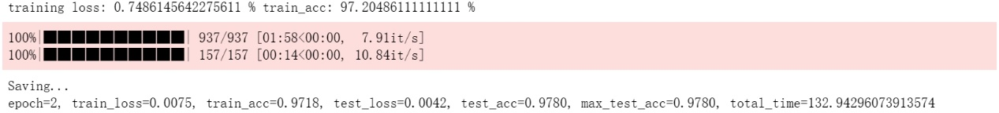 training loss: 0.7486145642275611 % train_acc: 97.20486111111111 %
100%|██████████| 937/937 [01:58<00:00,  7.91it/s]
100%|██████████| 157/157 [00:14<00:00, 10.84it/s]
Saving...
epoch=2, train_loss=0.0075, train_acc=0.9718, test_loss=0.0042, test_acc=0.9780, max_test_acc=0.9780, total_time=132.94296073913574